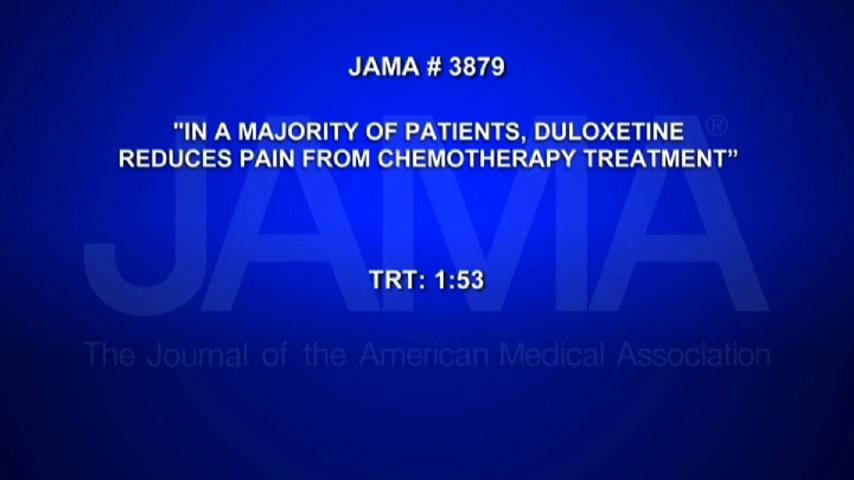 JAMA # 3879
"IN A MAJORITY OF PATIENTS, DULOXETINE
REDUCES PAIN FROM CHEMOTHERAPY TREATMENT”
TRT: 1:53
JAMA®
The Journal of the American Medical Association